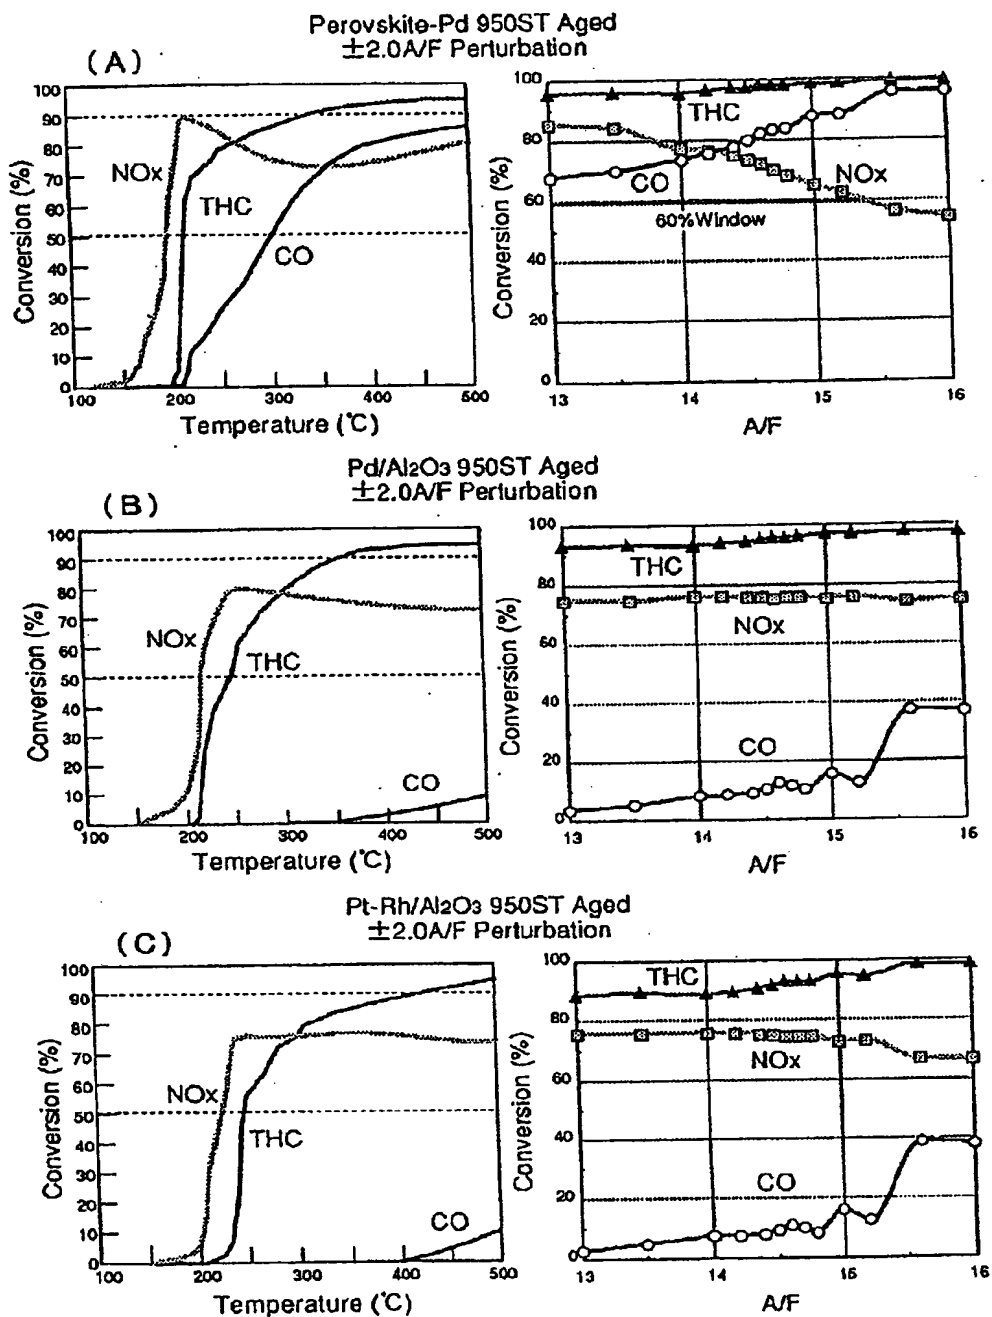 Perovskite-Pd 950ST Aged
±2.0A/F Perturbation
(A)
100
90
80
70
60
50
40
30
20
10
0
Conversion (%)
NOx
THC
CO
100
200
300
400
500
Temperature (℃)
100
80
60
40
20
0
Conversion (%)
THC
CO
NOx
60%Window
13
14
15
16
A/F
Pd/Al2O3 950ST Aged
±2.0A/F Perturbation
(B)
100
90
80
70
60
50
40
30
20
10
0
Conversion (%)
NOx
THC
CO
100
200
300
400
500
Temperature (℃)
100
80
60
40
20
0
Conversion (%)
THC
NOx
CO
13
14
15
16
A/F
Pt-Rh/Al2O3 950ST Aged
±2.0A/F Perturbation
(C)
100
90
80
70
60
50
40
30
20
10
0
Conversion (%)
NOx
THC
CO
100
200
300
400
500
Temperature (℃)
100
80
60
40
20
0
Conversion (%)
THC
NOx
CO
13
14
15
16
A/F